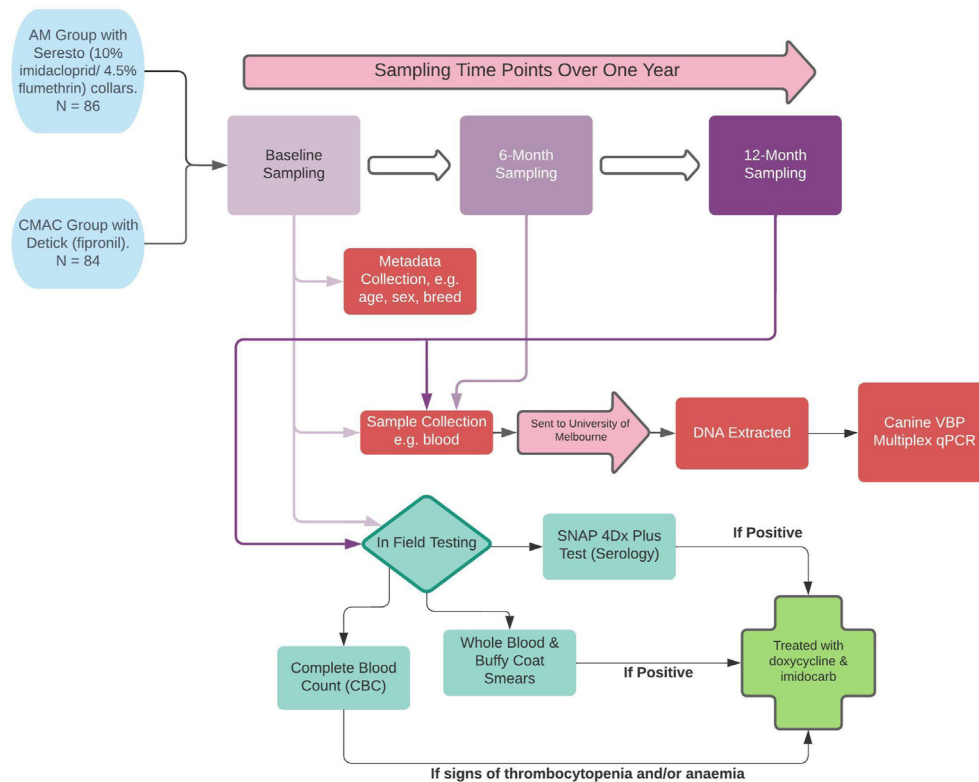 AM Group with
Seresto (10%
imidacloprid/ 4.5%
flumethrin) collars.
N = 86
Sampling Time Points Over One Year
Baseline
Sampling
6-Month
Sampling
12-Month
Sampling
CMAC Group with
Detick (fipronil).
N = 84
Metadata
Collection, e.g.
age, sex, breed
Sample Collection
e.g. blood
Sent to University of
Melbourne
DNA Extracted
Canine VBP
Multiplex qPCR
In Field Testing
SNAP 4Dx Plus
Test (Serology)
If Positive
Complete Blood
Count (CBC)
Whole Blood &
Buffy Coat
Smears
If Positive
Treated with
doxycycline &
imidocarb
If signs of thrombocytopenia and/or anaemia